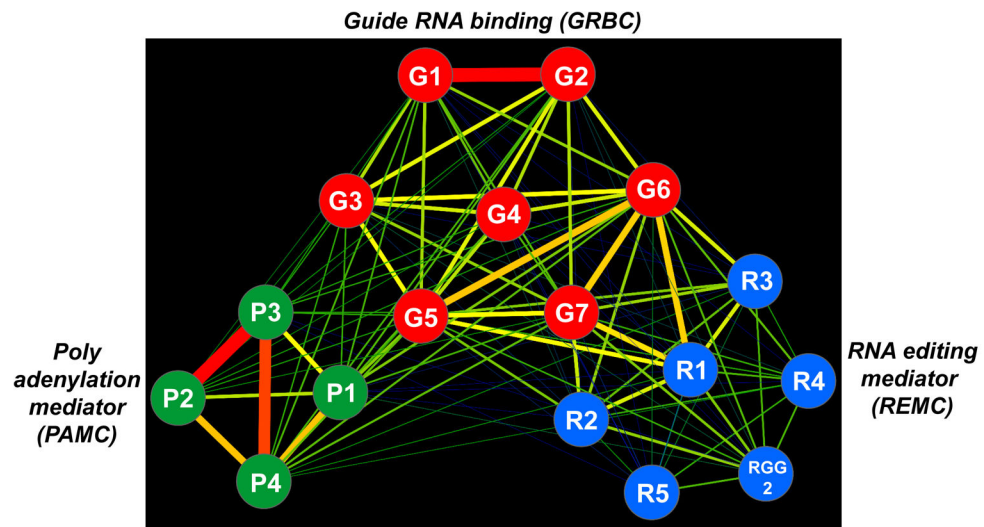 Guide RNA binding (GRBC)
G1
G2
G3
G4
G6
R3
P3
G5
G7
Poly
adenylation
mediator
(PAMC)
P2
P1
R1
R4
RNA editing
mediator
(REMC)
R2
P4
R5
RGG
2